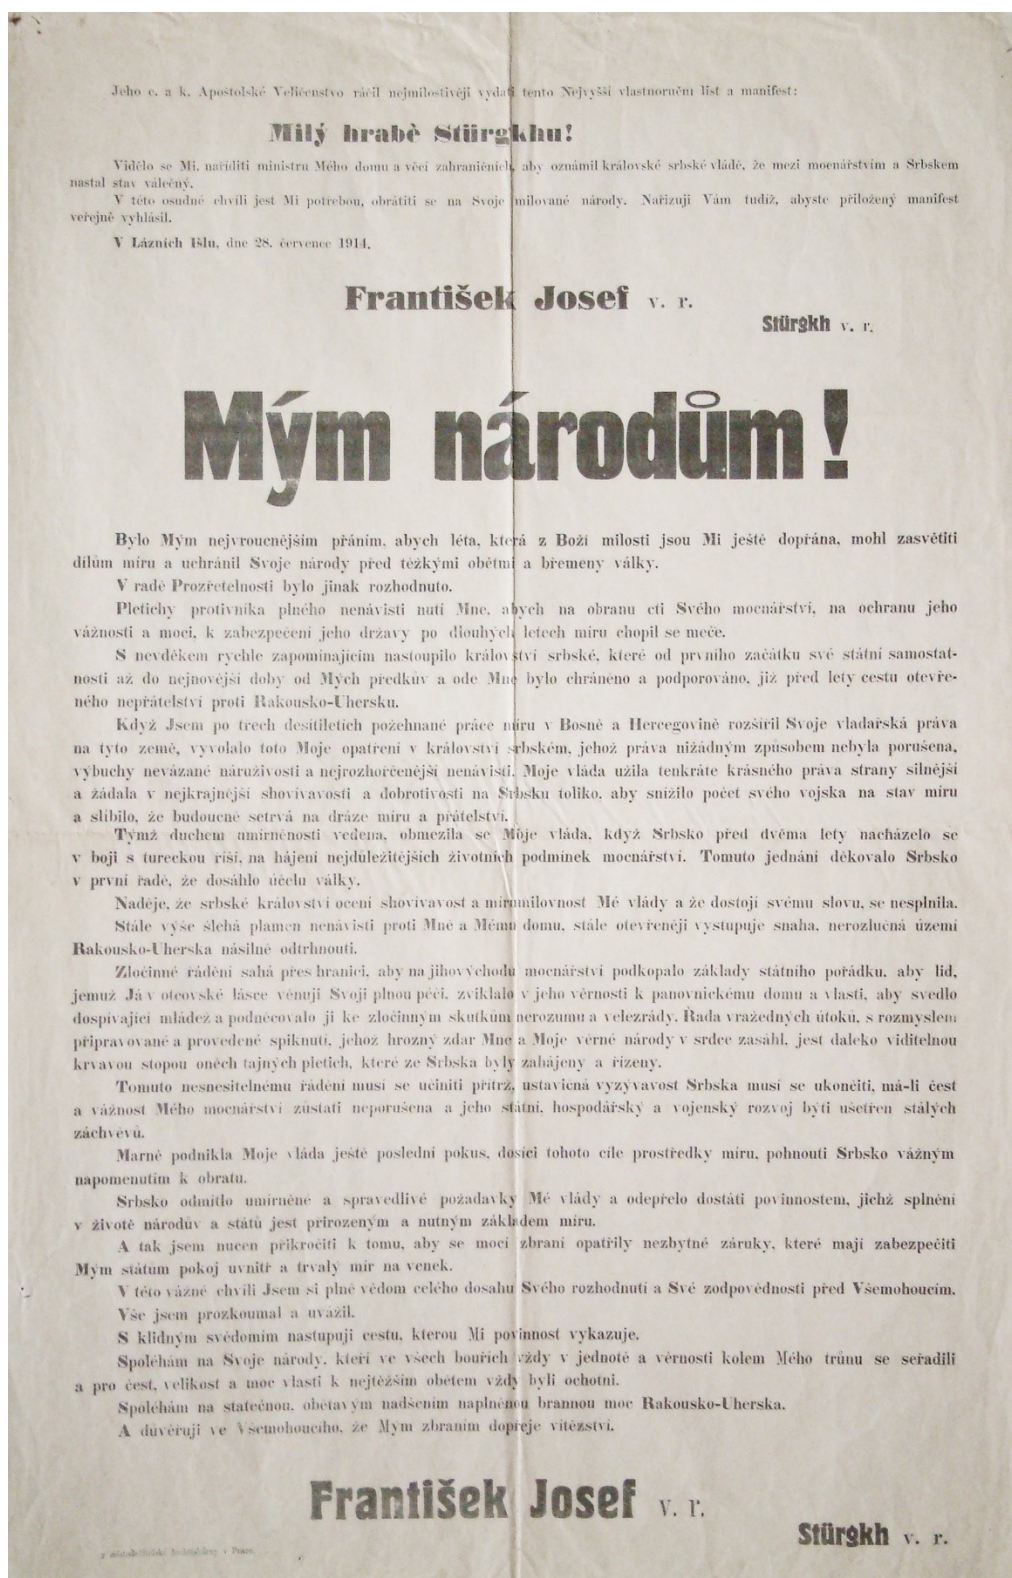 Jeho c. a k. Apoštolské Veličenstvo ráčil nejmilostivěji vydati tento Nejvyšší vlastnoruční list a manifest:
Milý hrabě Stürgkhu!
Vidělo se Mi, naříditi ministru Mého domu a věcí zahraničních, aby oznámil královské srbské vládě, že mezi mocnářstvím a Srbskem
nastal stav válečný.
V této osudné chvíli jest Mi potřebou, obrátiti se na Svoje milované národy. Nařizuji Vám tudíž, abyste přiložený manifest
veřejně vyhlásil.
V Lázních Išlu, dne 28. července 1914.
František Josef v. r.
Stürgkh v. r.
Mým národům!
Bylo Mým nejvroucnějším přáním, abych léta, která z Boží milosti jsou Mi ještě dopřána, mohl zasvětiti
dílům míru a uchránil Svoje národy před těžkými obětmi a břemeny války.
V radě Prozřetelnosti bylo jinak rozhodnuto.
Pletichy protivníka plného nenávisti nutí Mne, abych na obranu cti Svého mocnářství, na ochranu jeho
vážnosti a moci, k zabezpečení jeho državy po dlouhých letech míru chopil se meče.
S nevděkem rychle zapomínajícím nastoupilo království srbské, které od prvního začátku své státní samostat-
nosti až do nejnovější doby od Mých předkův a ode Mne bylo chráněno a podporováno, již před lety cestu otevře-
ného nepřátelství proti Rakousko-Uhersku.
Když Jsem po třech desítiletích požehnané práce míru v Bosně a Hercegovině rozšířil Svoje vladařská práva
na tyto země, vyvolalo toto Moje opatření v království srbském, jehož práva nižádným způsobem nebyla porušena,
výbuchy nevázané náruživosti a nejrozhořčenější nenávisti. Moje vláda užila tenkráte krásného práva strany silnější
a žádala v nejkrajnější shovívavosti a dobrotivosti na Srbsku toliko, aby snížilo počet svého vojska na stav míru
a slíbilo, že budoucně setrvá na dráze míru a přátelství.
Týmž duchem umírněnosti vedena, obmezila se Moje vláda, když Srbsko před dvěma lety nacházelo se
v boji s tureckou říší, na hájení nejdůležitějších životních podmínek mocnářství. Tomuto jednání děkovalo Srbsko
v první řadě, že dosáhlo účelu války.
Naděje, že srbské království ocení shovívavost a mírumilovnost Mé vlády a že dostojí svému slovu, se nesplnila.
Stále výše šlehá plamen nenávisti proti Mně a Mému domu, stále otevřeněji vystupuje snaha, nerozlučná území
Rakousko-Uherska násilně odtrhnouti.
Zločinné řádění sahá přes hranici, aby na jihovýchodu mocnářství podkopalo základy státního pořádku, aby lid,
jemuž Já v otcovské lásce věnuji Svoji plnou péči, zviklalo v jeho věrnosti k panovnickému domu a vlasti, aby svedlo
dospívající mládež a podněcovalo ji ke zločinným skutkům nerozumu a velezrády. Řada vražedných útoků, s rozmyslem
připravované a provedené spiknutí, jehož hrozný zdar Mne a Moje věrné národy v srdce zasáhl, jest daleko viditelnou
krvavou stopou oněch tajných pletich, které ze Srbska byly zahájeny a řízeny.
Tomuto nesnesitelnému řádění musí se učiniti přítrž, ustavičná vyzývavost Srbska musí se ukončiti, má-li čest
a vážnost Mého mocnářství zůstati neporušena a jeho státní, hospodářský a vojenský rozvoj býti ušetřen stálých
záchvěvů.
Marně podnikla Moje vláda ještě poslední pokus, dosíci tohoto cíle prostředky míru, pohnouti Srbsko vážným
napomenutím k obratu.
Srbsko odmítlo umírněné a spravedlivé požadavky Mé vlády a odepřelo dostáti povinnostem, jichž splnění
v životě národův a států jest přirozeným a nutným základem míru.
A tak jsem nucen přikročiti k tomu, aby se mocí zbraní opatřily nezbytné záruky, které mají zabezpečiti
Mým státům pokoj uvnitř a trvalý mír na venek.
V této vážné chvíli Jsem si plně vědom celého dosahu Svého rozhodnutí a Své zodpovědnosti před Všemohoucím.
Vše jsem prozkoumal a uvážil.
S klidným svědomím nastupuji cestu, kterou Mi povinnost vykazuje.
Spoléhám na Svoje národy, kteří ve všech bouřích vždy v jednotě a věrnosti kolem Mého trůnu se seřadili
a pro čest, velikost a moc vlasti k nejtěžším obětem vždy byli ochotni.
Spoléhám na statečnou, obětavým nadšením naplněnou brannou moc Rakousko-Uherska.
A důvěřuji ve Všemohoucího, že Mým zbraním dopřeje vítězství.
František Josef v. r.
Stürgkh v. r.
v Praze.